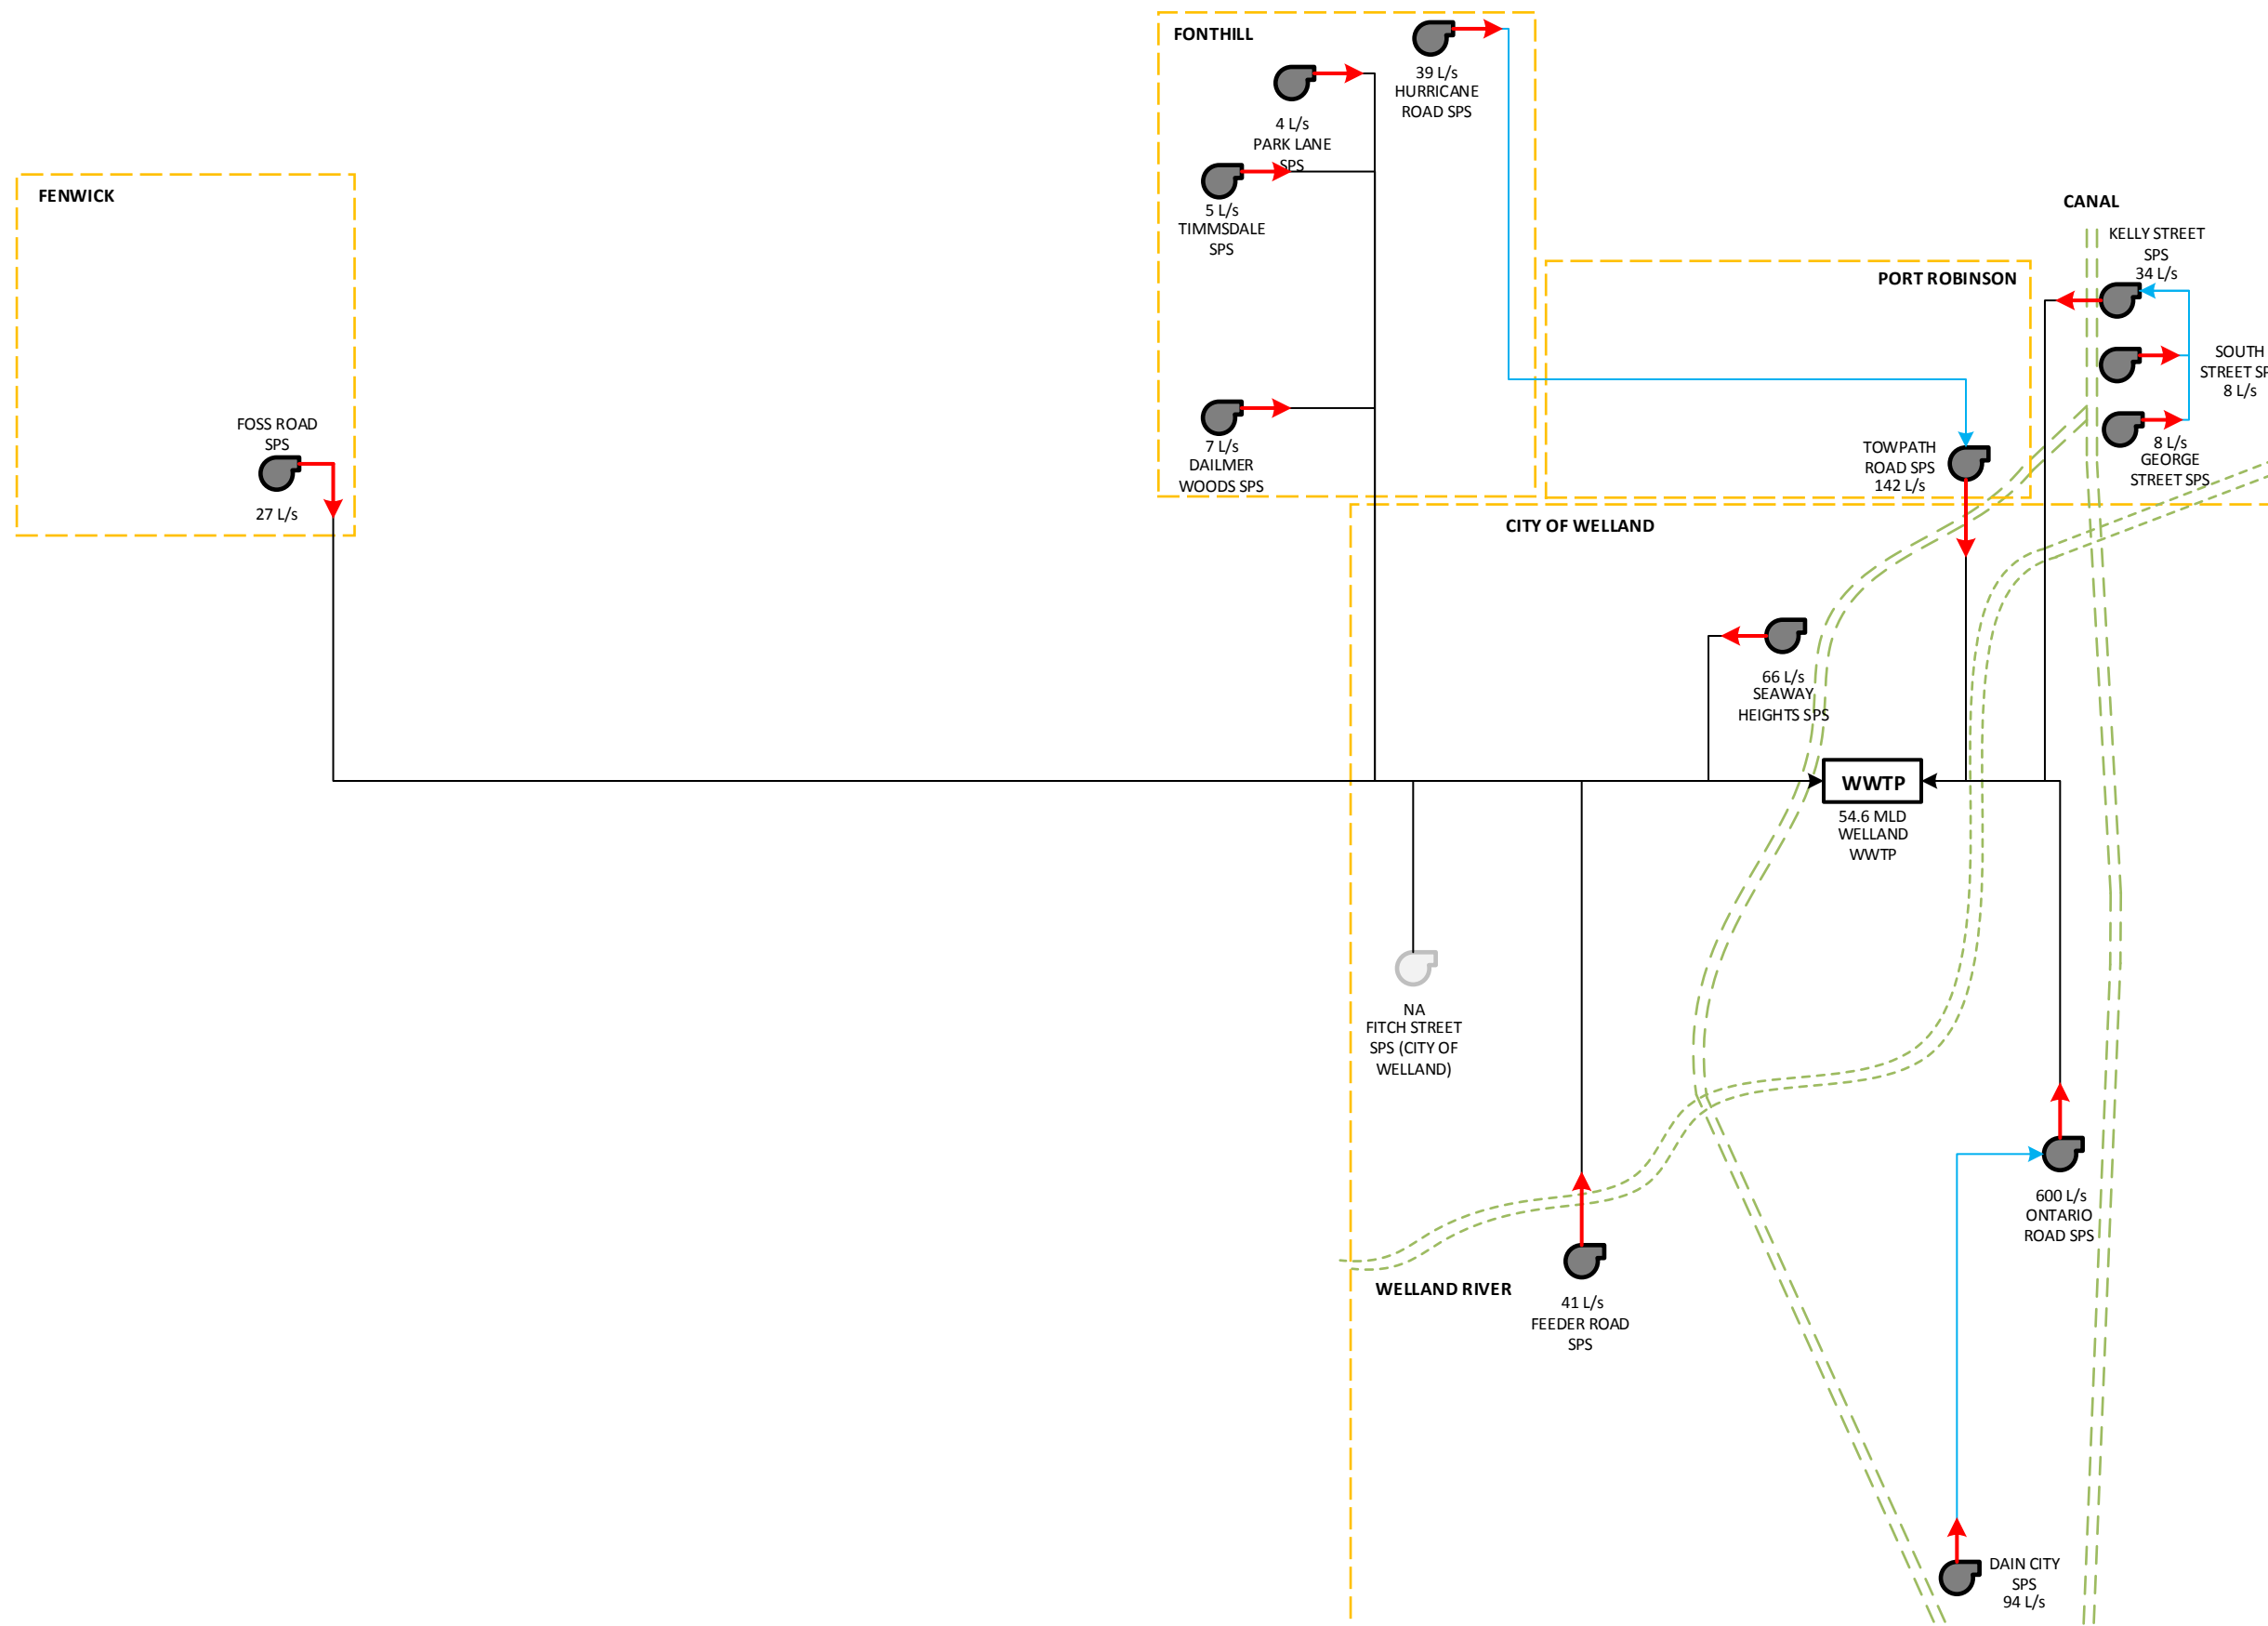 FONTHILL
39 L/s
HURRICANE
ROAD SPS
4 L/s
PARK LANE
SPS
5 L/s
TIMMSDALE
SPS
7 L/s
DAILMER
WOODS SPS
FENWICK
FOSS ROAD
SPS
27 L/s
PORT ROBINSON
TOWPATH
ROAD SPS
142 L/s
CANAL
KELLY STREET
SPS
34 L/s
SOUTH
STREET SP
8 L/s
8 L/s
GEORGE
STREET SPS
CITY OF WELLAND
66 L/s
SEAWAY
HEIGHTS SPS
WWTP
54.6 MLD
WELLAND
WWTP
NA
FITCH STREET
SPS (CITY OF
WELLAND)
600 L/s
ONTARIO
ROAD SPS
WELLAND RIVER
41 L/s
FEEDER ROAD
SPS
DAIN CITY
SPS
94 L/s